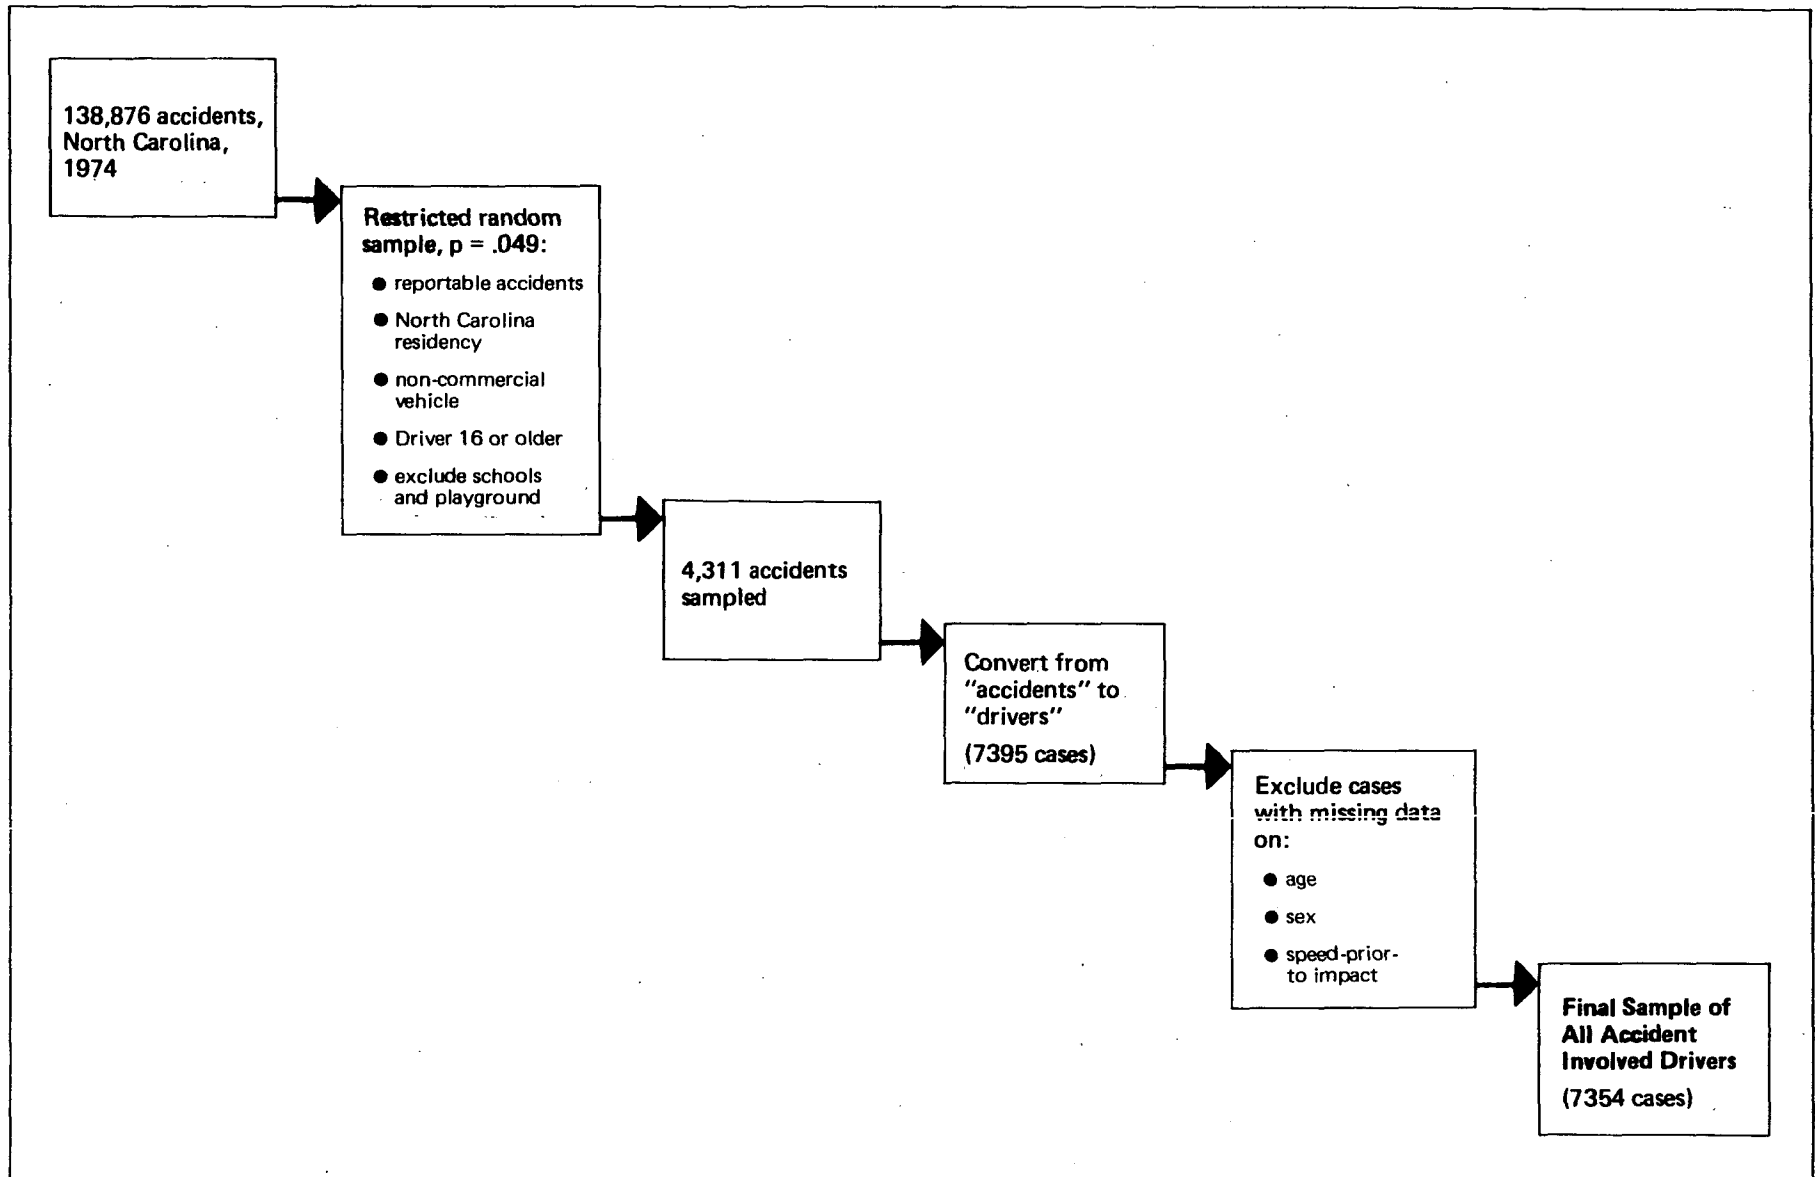 138,876 accidents,
North Carolina,
1974
Restricted random
sample, p = .049:
● reportable accidents
● North Carolina
residency
● non-commercial
vehicle
● Driver 16 or older
● exclude schools
and playground
4,311 accidents
sampled
Convert from
"accidents" to
"drivers"
(7395 cases)
Exclude cases
with missing data
on:
● age
● sex
● speed-prior-
to impact
Final Sample of
All Accident
Involved Drivers
(7354 cases)